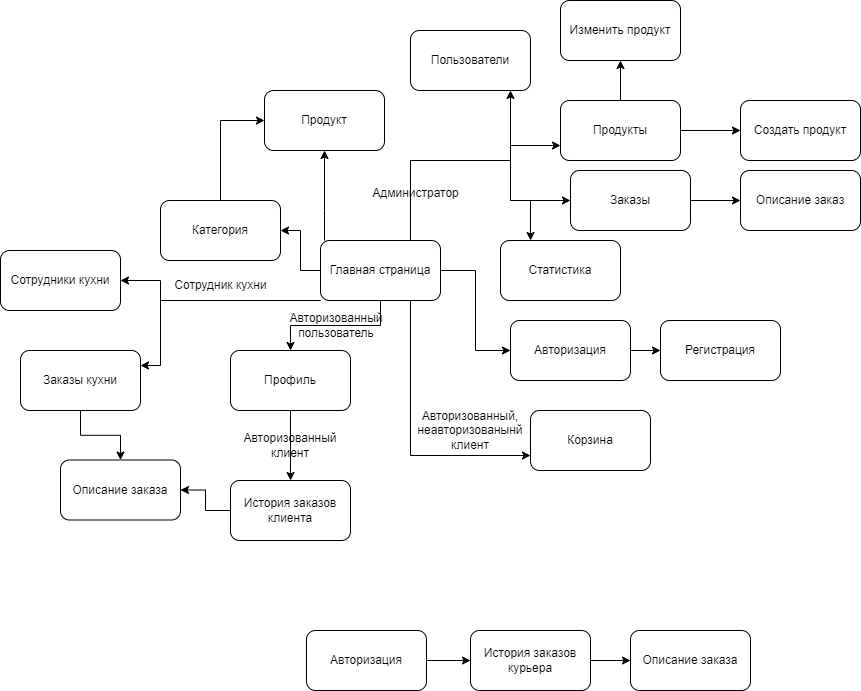 Изменить продукт
Пользователи
Продукт
Продукты
Создать продукт
Администратор
Категория
Заказы
Описание заказ
Главная страница
Статистика
Сотрудники кухни
Сотрудник кухни
Авторизованный
пользователь
Авторизация
Регистрация
Заказы кухни
Профиль
Авторизованный,
неавторизованынй
клиент
Корзина
Авторизованный
клиент
Описание заказа
История заказов
клиента
Авторизация
История заказов
курьера
Описание заказа